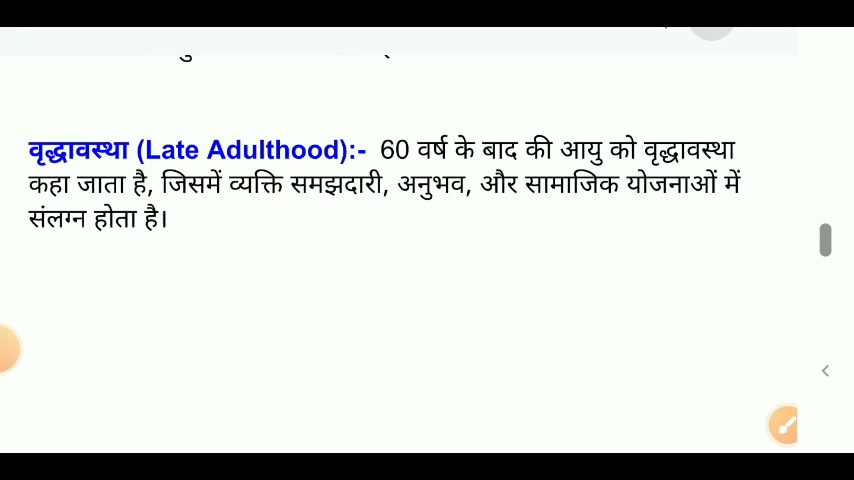 वृद्धावस्था (Late Adulthood):- 60 वर्ष के बाद की आयु को वृद्धावस्था
कहा जाता है, जिसमें व्यक्ति समझदारी, अनुभव, और सामाजिक योजनाओं में
संलग्न होता है।